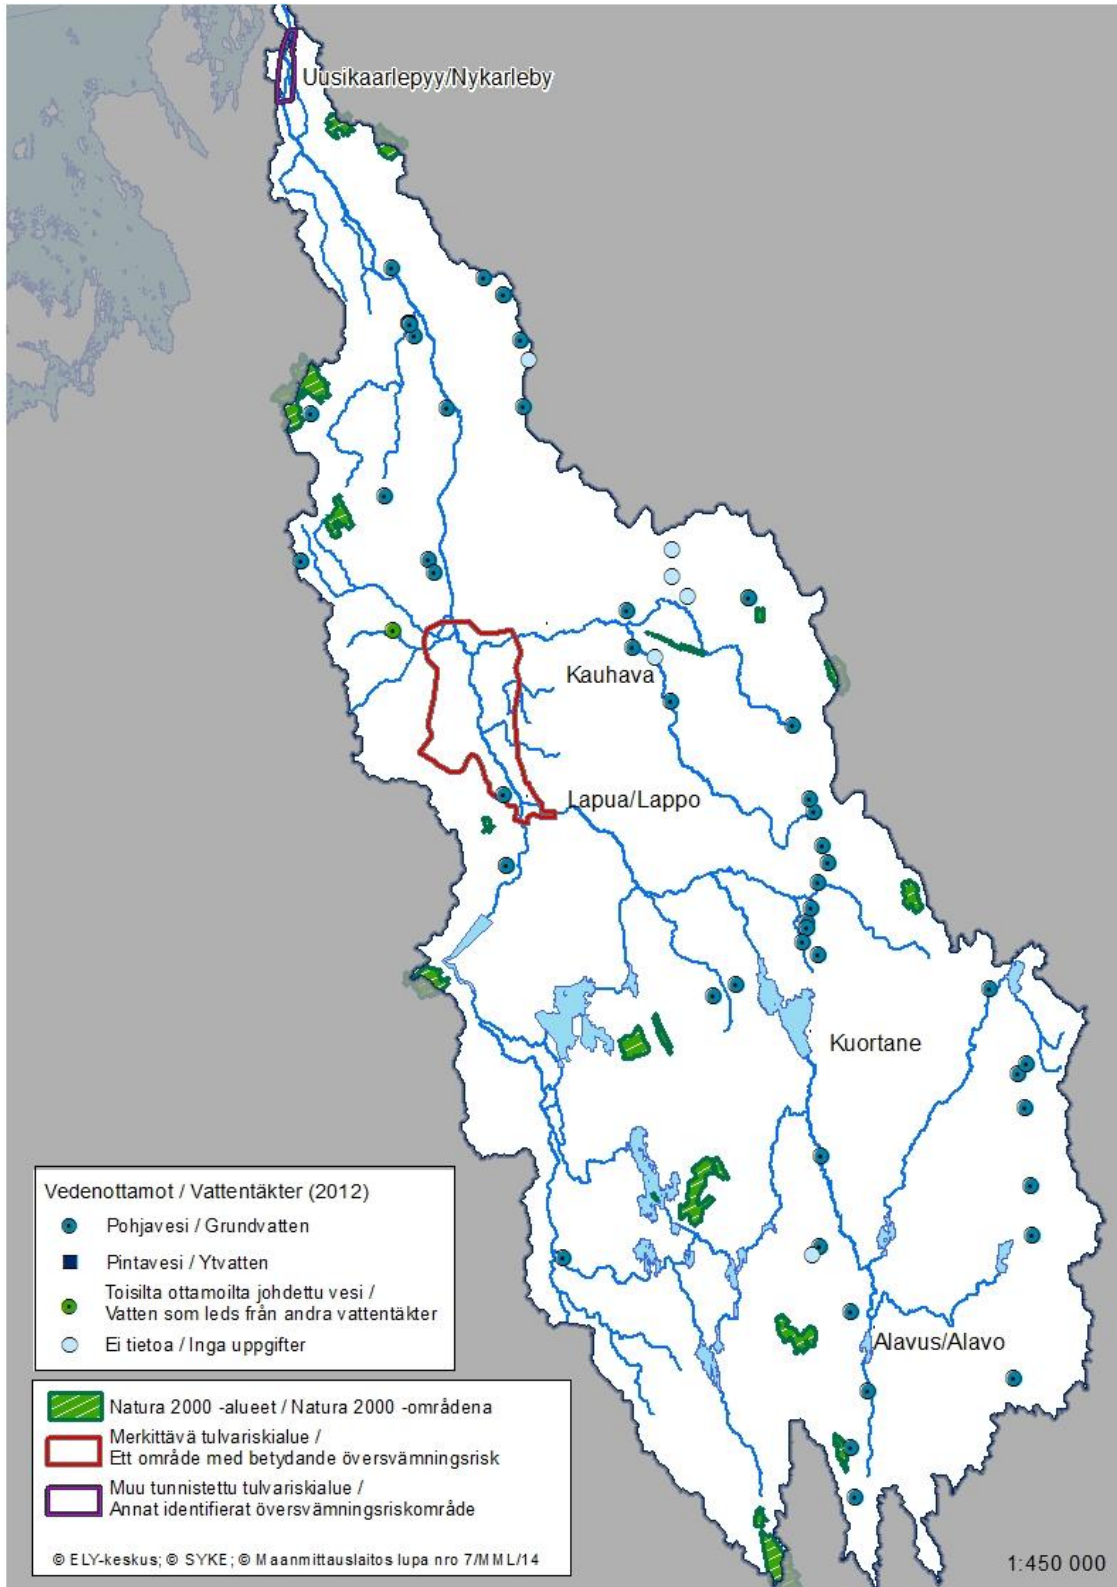 Uusikaarlepyy/Nykarleby
Kauhava
Lapua/Lappo
Kuortane
Alavus/Alavo
Vedenottamot / Vattentäkter (2012)
Pohjavesi / Grundvatten
Pintavesi / Ytvatten
Toisilta ottamoilta johdettu vesi /
Vatten som leds från andra vattentäkter
Ei tietoa / Inga uppgifter
Natura 2000 -alueet / Natura 2000 -områdena
Merkittävä tulvariskialue /
Ett område med betydande översvämningsrisk
Muu tunnistettu tulvariskialue /
Annat identifierat översvämningsriskområde
© ELY-keskus; © SYKE; © Maanmittauslaitos lupa nro 7/MML/14
1:450 000